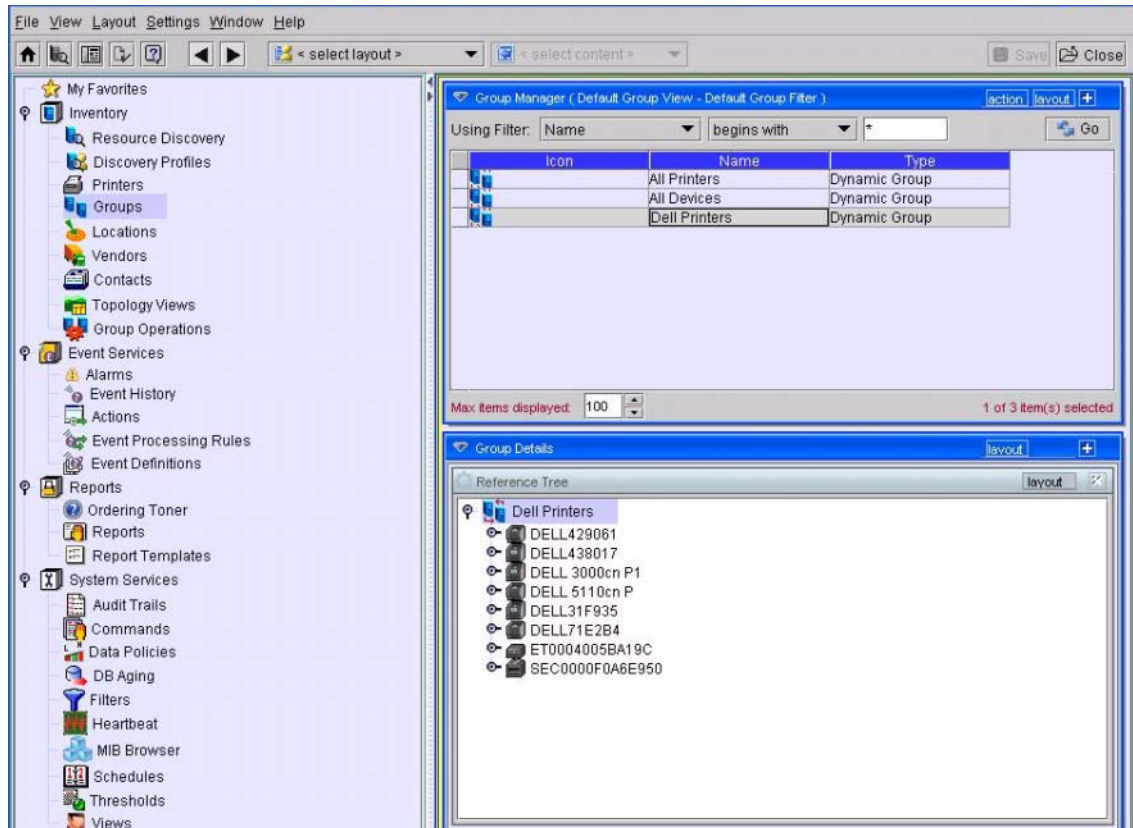 File View Layout Settings Window Help
< select layout > < select content > Save Close
My Favorites
Inventory
Resource Discovery
Discovery Profiles
Printers
Groups
Locations
Vendors
Contacts
Topology Views
Group Operations
Event Services
Alarms
Event History
Actions
Event Processing Rules
Event Definitions
Reports
Ordering Toner
Reports
Report Templates
System Services
Audit Trails
Commands
Data Policies
DB Aging
Filters
Heartbeat
MIB Browser
Schedules
Thresholds
Views
Group Manager ( Default Group View - Default Group Filter ) action layout
Using Filter: Name begins with * Go
Icon Name Type
All Printers Dynamic Group
All Devices Dynamic Group
Dell Printers Dynamic Group
Max items displayed: 100 1 of 3 item(s) selected
Group Details layout
Reference Tree layout
Dell Printers
DELL429061
DELL438017
DELL 3000cn P1
DELL 5110cn P
DELL31F935
DELL71E2B4
ET0004005BA19C
SEC0000F0A6E950